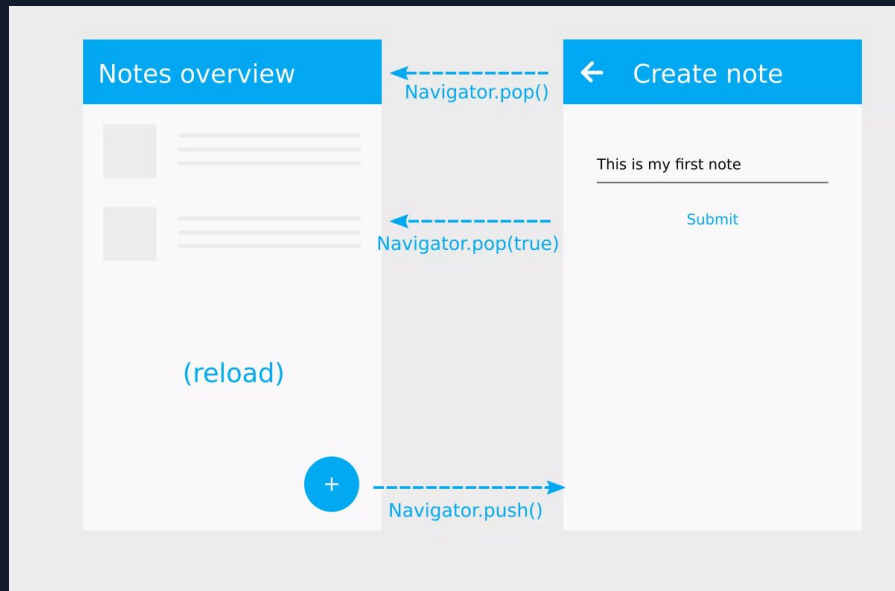 Notes overview
Navigator.pop()
Create note
This is my first note
Submit
Navigator.pop(true)
(reload)
+
Navigator.push()